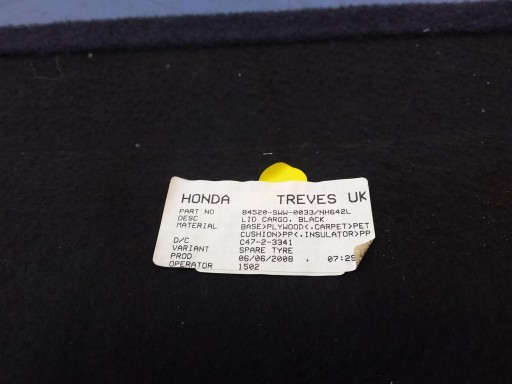 HONDA TREVES UK
PART NO 84520-SWW-0033/NH642L
DESC LID CARGO, BLACK
MATERIAL BASE>PLYWOOD<,CARPET>PET
CUSHION>PP<,INSULATOR>PP
D/C C47-2-3341
VARIANT SPARE TYRE
PROD 06/06/2008 , 07:25
OPERATOR 1502